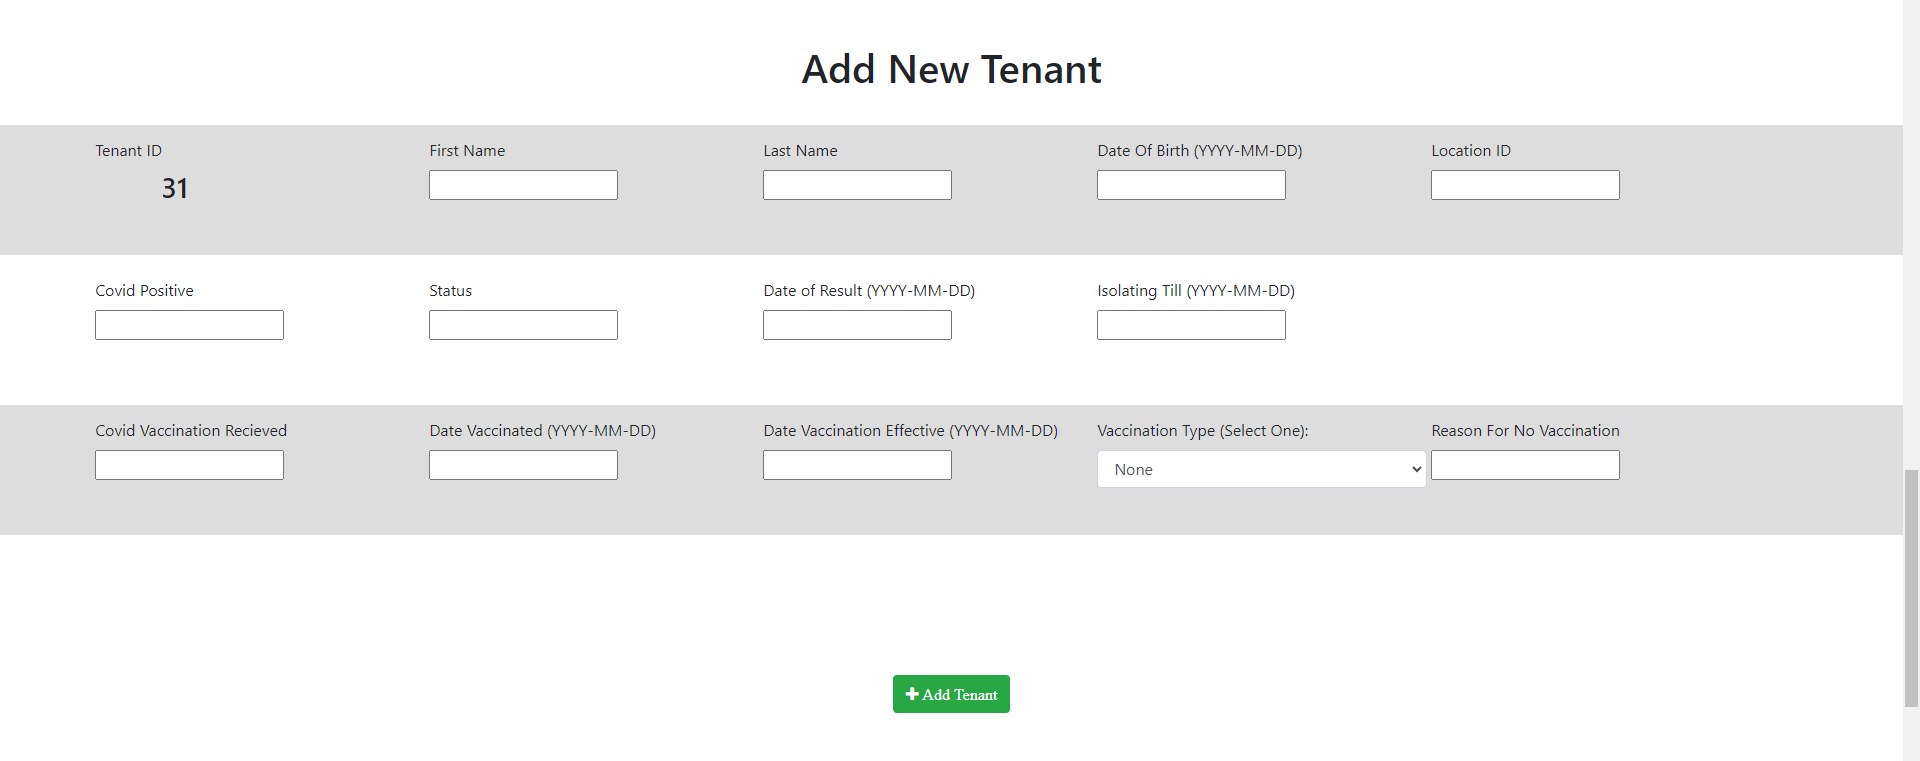 Add New Tenant
Tenant ID First Name Last Name Date Of Birth (YYYY-MM-DD) Location ID
31
Covid Positive Status Date of Result (YYYY-MM-DD) Isolating Till (YYYY-MM-DD)
Covid Vaccination Recieved Date Vaccinated (YYYY-MM-DD) Date Vaccination Effective (YYYY-MM-DD) Vaccination Type (Select One): Reason For No Vaccination
None
Add Tenant